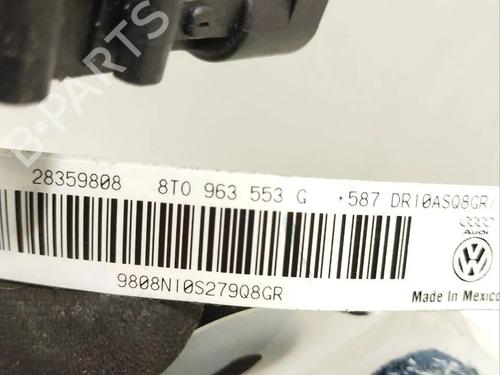 28359808 8T0 963 553 G *587 DR10ASQ8GR/
Audi
9808N10S279Q8GR
Made In Mexico
B-PARTS